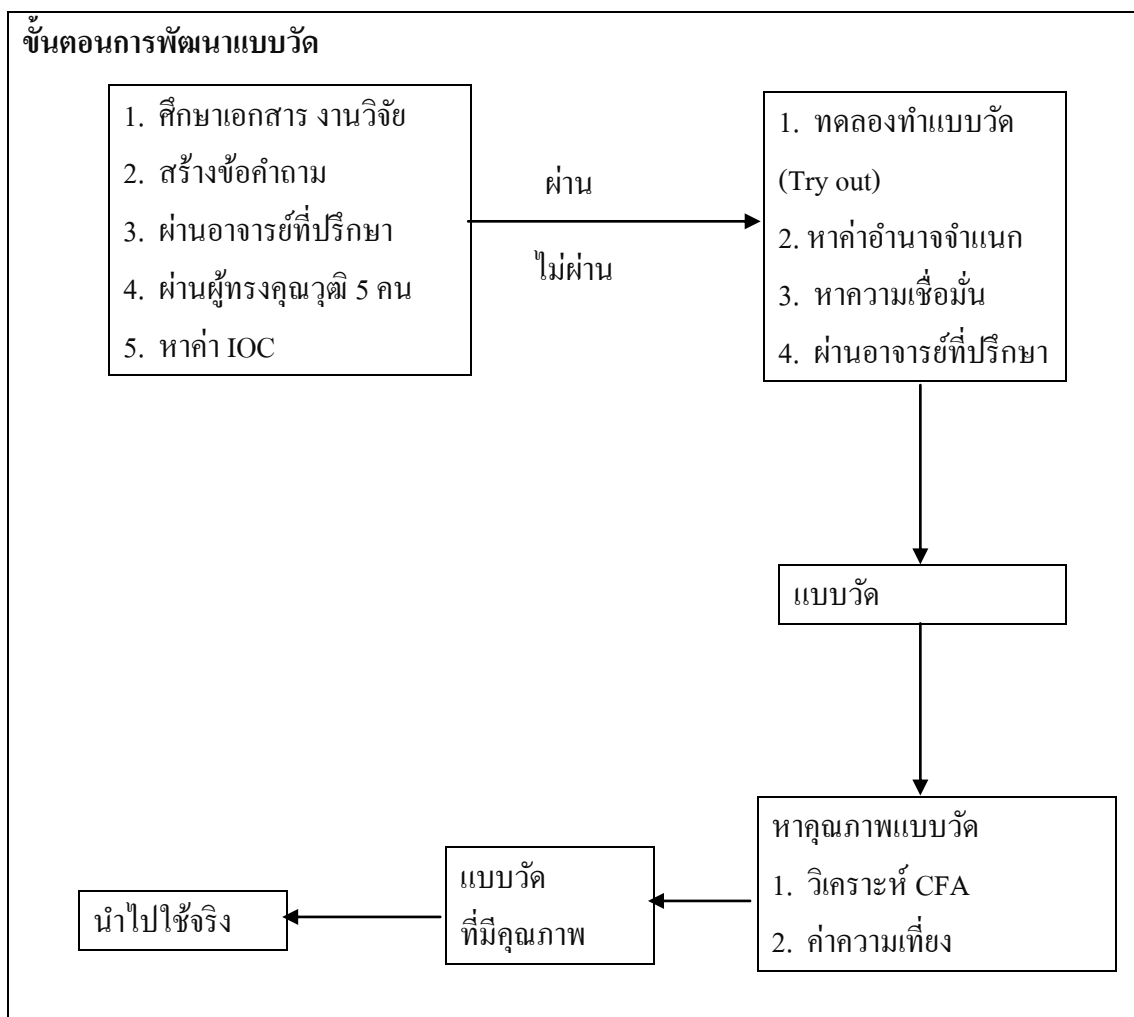 ขั้นตอนการพัฒนาแบบวัด
1. ศึกษาเอกสาร งานวิจัย
2. สร้างข้อคำถาม
3. ผ่านอาจารย์ที่ปรึกษา
4. ผ่านผู้ทรงคุณวุฒิ 5 คน
5. หาค่า IOC
ผ่าน
ไม่ผ่าน
1. ทดลองทำแบบวัด
(Try out)
2. หาค่าอำนาจจำแนก
3. หาความเชื่อมั่น
4. ผ่านอาจารย์ที่ปรึกษา
แบบวัด
หาคุณภาพแบบวัด
1. วิเคราะห์ CFA
2. ค่าความเที่ยง
แบบวัด
ที่มีคุณภาพ
นำไปใช้จริง